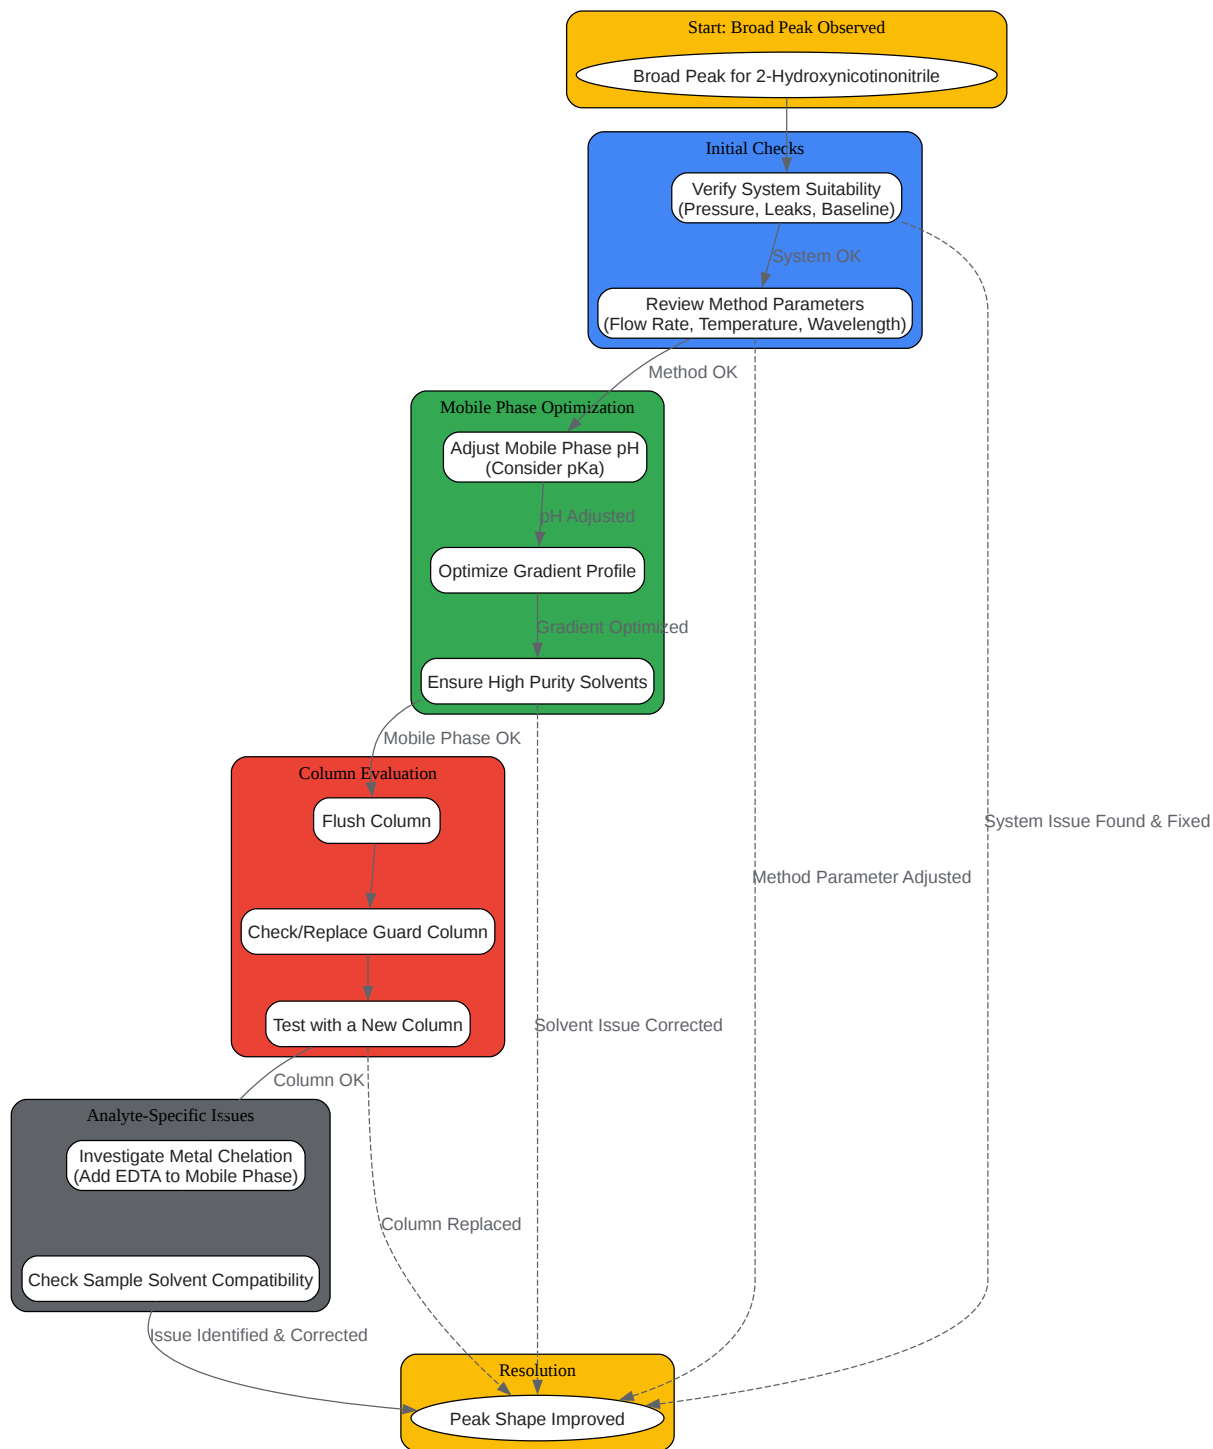 Start: Broad Peak Observed
Broad Peak for 2-Hydroxynicotinonitrile
Initial Checks
Verify System Suitability
(Pressure, Leaks, Baseline)
System OK
Review Method Parameters
(Flow Rate, Temperature, Wavelength)
Method OK
Mobile Phase Optimization
Adjust Mobile Phase pH
(Consider pKa)
pH Adjusted
Optimize Gradient Profile
Gradient Optimized
Ensure High Purity Solvents
Mobile Phase OK
Column Evaluation
Flush Column
System Issue Found & Fixed
Method Parameter Adjusted
Check/Replace Guard Column
Test with a New Column
Solvent Issue Corrected
Column OK
Analyte-Specific Issues
Investigate Metal Chelation
(Add EDTA to Mobile Phase)
Column Replaced
Check Sample Solvent Compatibility
Issue Identified & Corrected
Resolution
Peak Shape Improved